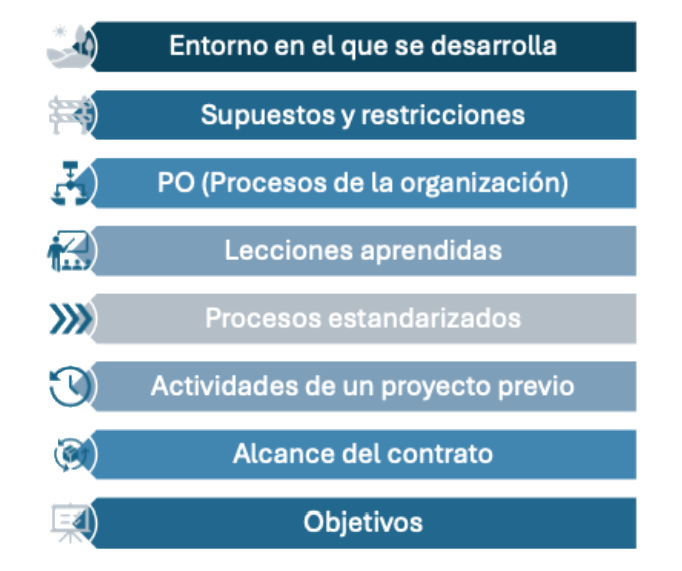 Entorno en el que se desarrolla
Supuestos y restricciones
PO (Procesos de la organización)
Lecciones aprendidas
Procesos estandarizados
Actividades de un proyecto previo
Alcance del contrato
Objetivos